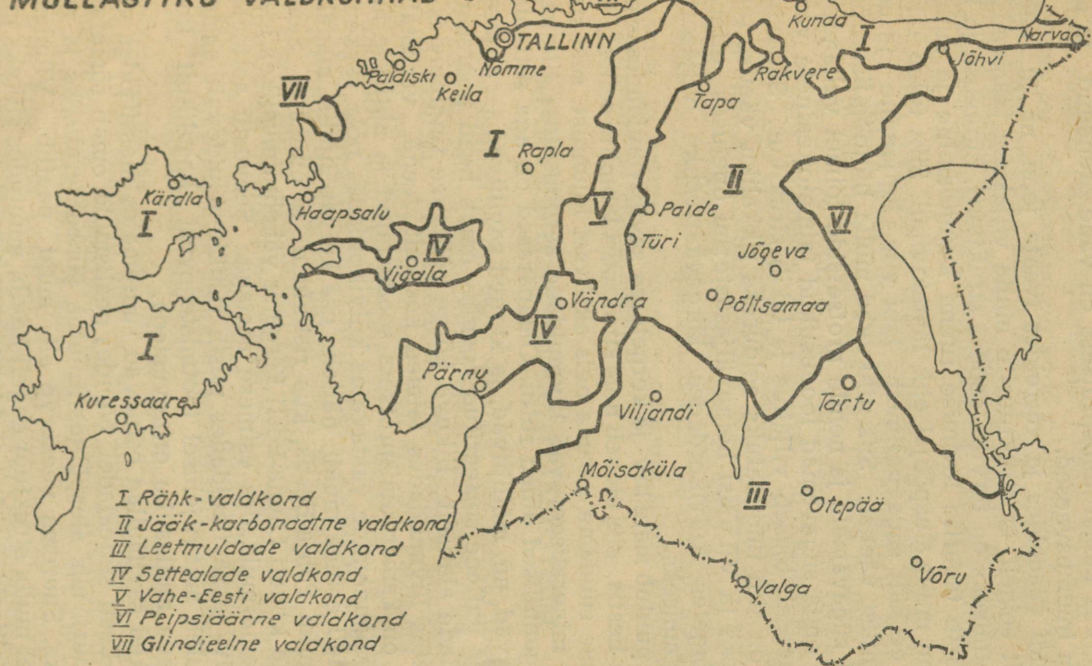 MULLASTIKU VALDKONNAD
VII
Kunda
I
Narva
TALLINN
Jõhvi
Nõmme
Paldiski
Keila
Rakvere
VII
Tapa
I
Rapla
II
Kärdla
I
Haapsalu
V
Paide
VI
Türi
IV
Vigala
Jõgeva
Vändra
Põltsamaa
IV
I
Pärnu
Kuressaare
Viljandi
Tartu
Mõisaküla
III
Otepää
Võru
Valga
I Rähk-valdkond
II Jääk-karbonaatne valdkond
III Leetmuldade valdkond
IV Settealade valdkond
V Vahe-Eesti valdkond
VI Peipsiäärne valdkond
VII Glindieelne valdkond